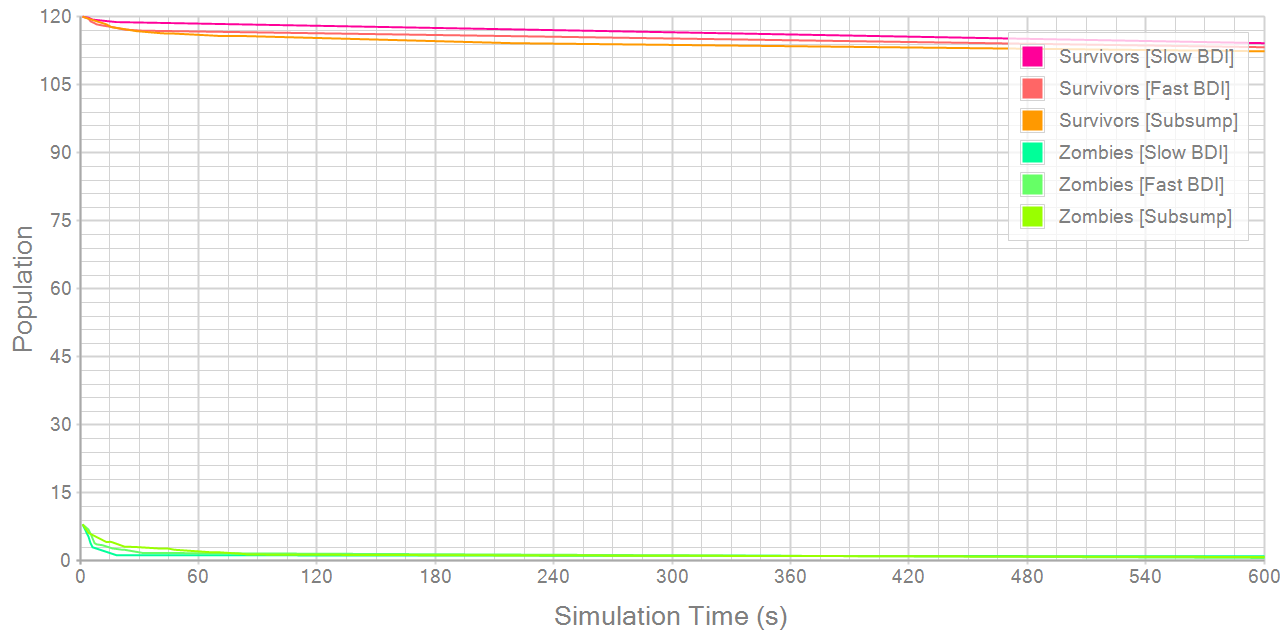 120
105
90
75
60
45
30
15
0
Population
Survivors [Slow BDI]
Survivors [Fast BDI]
Survivors [Subsump]
Zombies [Slow BDI]
Zombies [Fast BDI]
Zombies [Subsump]
0 60 120 180 240 300 360 420 480 540 600
Simulation Time (s)